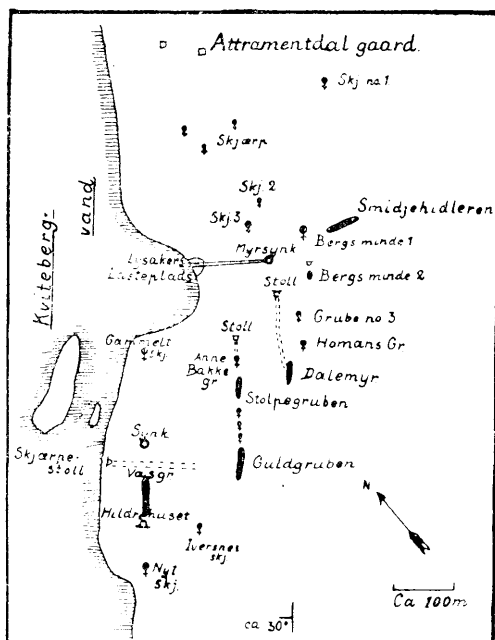 Attramentdal gaard.
Skj no. 1
Skjærp
Skj. 2
Skj. 3
Smidjehidleren
Myrsynk
Bergs minde 1
Lysakers
Lasteplads
Bergs minde 2
Stoll
Kviteberg-
vand
Grube no 3
Stoll
Homans Gr
Gammelt
skj.
Anne
Bakke
gr
Dalemyr
Stolpegruben
Synk
Skjærne-
stoll
Guldgruben
Vassgr
Hildrehuset
Iversnes
skj.
Nyt
skj.
N
Ca 100m
ca 30°